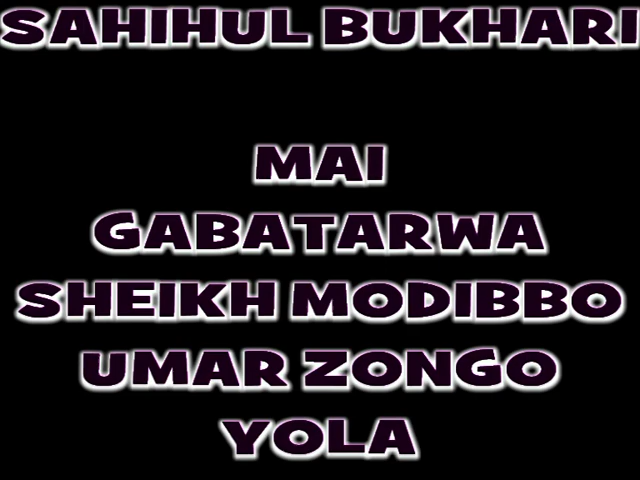 SAHIHUL BUKHARI
MAI
GABATARWA
SHEIKH MODIBBO
UMAR ZONGO
YOLA